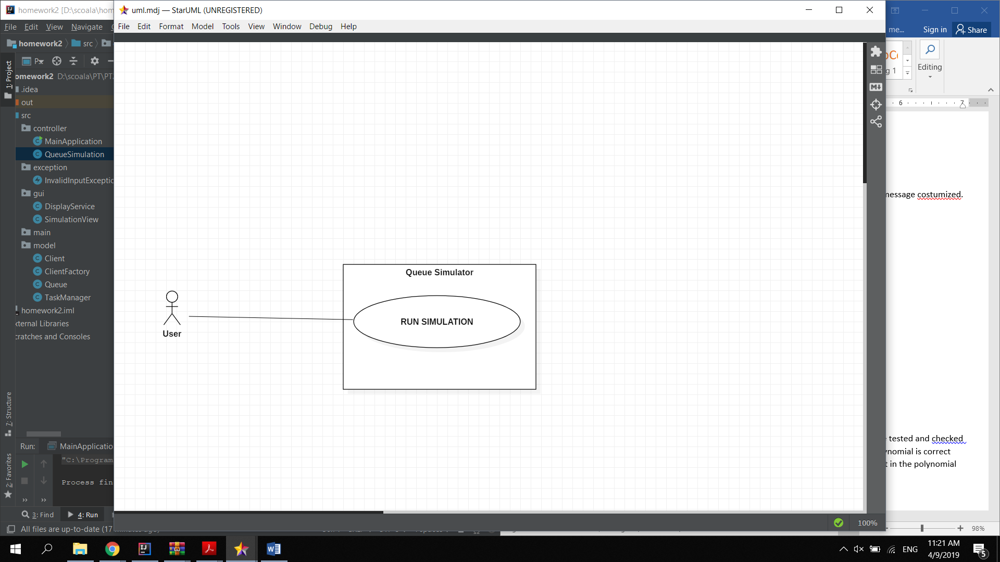 homework2 [D:\scoala\hom
File Edit View Navigate
homework2 src
P
1: Project
omework2 D:\scoala\PT\PT
.idea
out
src
controller
MainApplication
QueueSimulation
exception
InvalidInputExceptic
gui
DisplayService
SimulationView
main
model
Client
ClientFactory
Queue
TaskManager
homework2.iml
xternal Libraries
cratches and Consoles
7: Structure
2: Favorites
Run: MainApplicatio
"C:\Program
Process fin
3: Find 4: Run
All files are up-to-date (17 minutes ago)
uml.mdj — StarUML (UNREGISTERED)
File Edit Format Model Tools View Window Debug Help
Queue Simulator
RUN SIMULATION
User
100%
me... Sign in Share
g 1
Editing
6 7
message costumized.
tested and checked
nomial is correct
t in the polynomial
98%
ENG
11:21 AM
4/9/2019
5